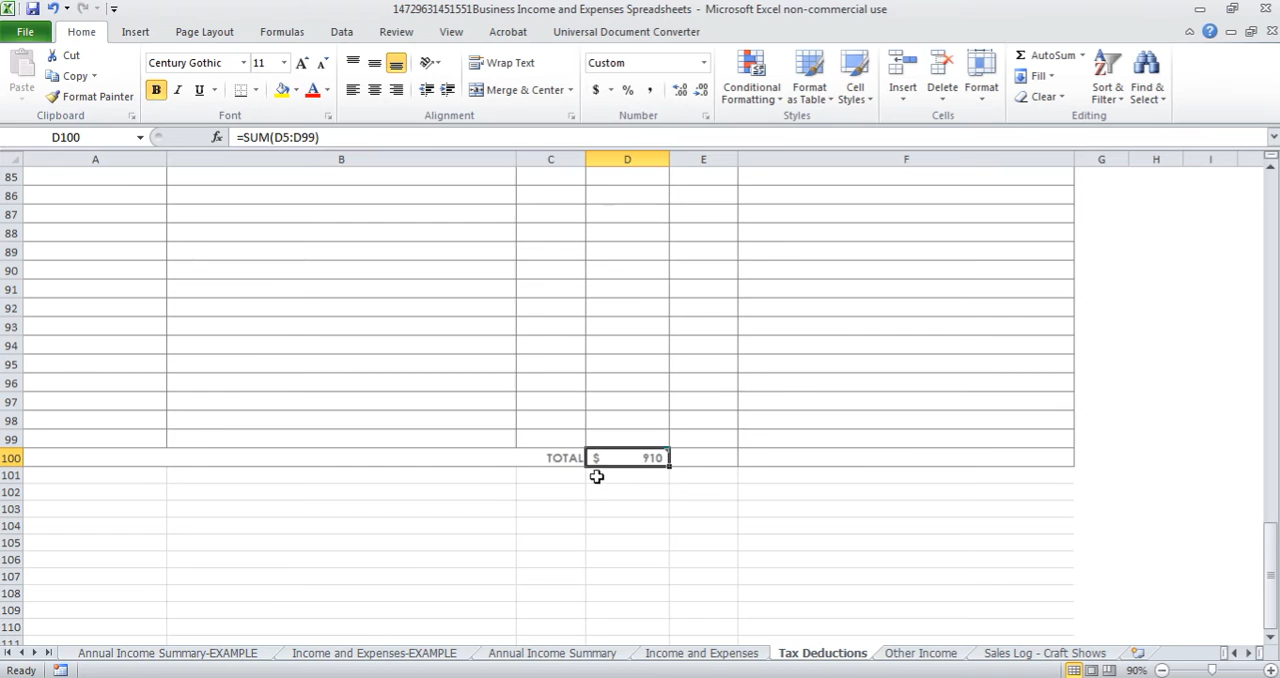 14729631451551Business Income and Expenses Spreadsheets - Microsoft Excel non-commercial use
File Home Insert Page Layout Formulas Data Review View Acrobat Universal Document Converter
Cut Century Gothic 11 Wrap Text Custom AutoSum
Copy Fill
Paste Format Painter B I U A Merge & Center $ % , Conditional Formatting Format as Table Cell Styles Insert Delete Format Clear Sort & Filter Find & Select
Clipboard Font Alignment Number Styles Cells Editing
D100 fx =SUM(D5:D99)
A B C D E F G H I
85
86
87
88
89
90
91
92
93
94
95
96
97
98
99
100 TOTAL $ 910
101
102
103
104
105
106
107
108
109
110
111
Annual Income Summary-EXAMPLE Income and Expenses-EXAMPLE Annual Income Summary Income and Expenses Tax Deductions Other Income Sales Log - Craft Shows
Ready 90%